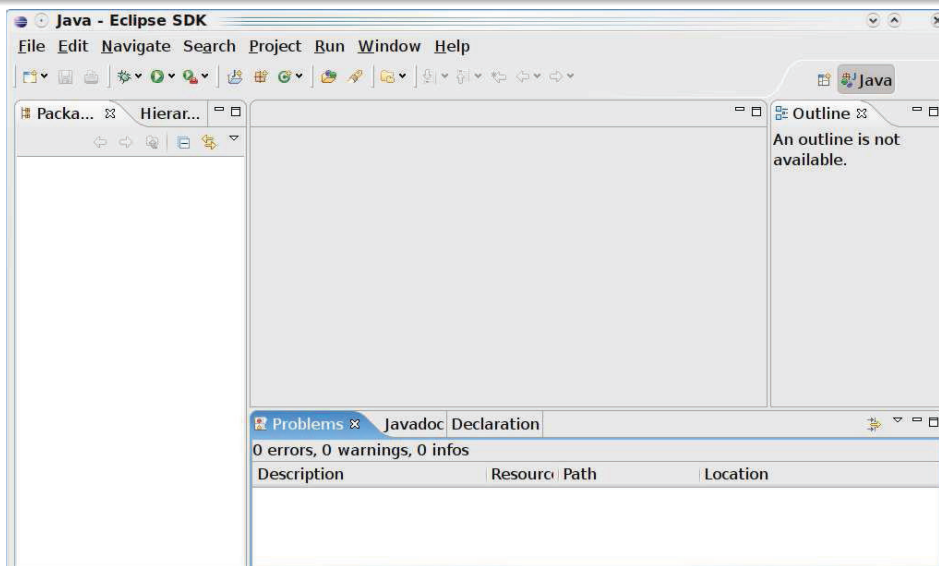 Java - Eclipse SDK
File Edit Navigate Search Project Run Window Help
Java
Packa... Hierar...
Outline
An outline is not
available.
Problems Javadoc Declaration
0 errors, 0 warnings, 0 infos
Description Resourc Path Location